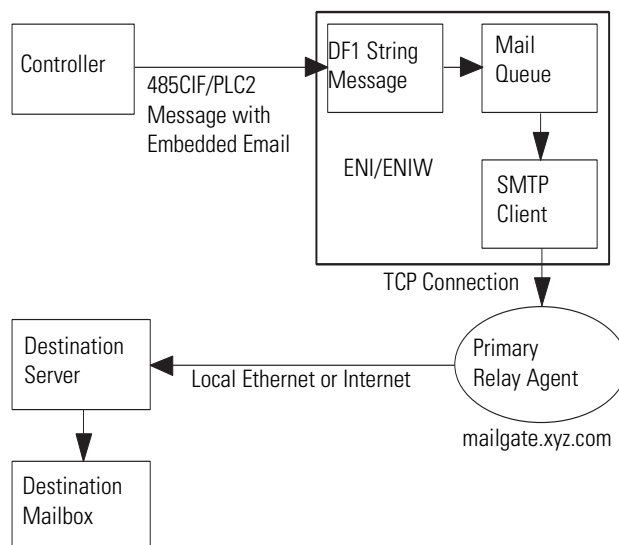 Controller
485CIF/PLC2
Message with
Embedded Email
DF1 String
Message
Mail
Queue
ENI/ENIW
SMTP
Client
TCP Connection
Primary
Relay Agent
mailgate.xyz.com
Local Ethernet or Internet
Destination
Server
Destination
Mailbox